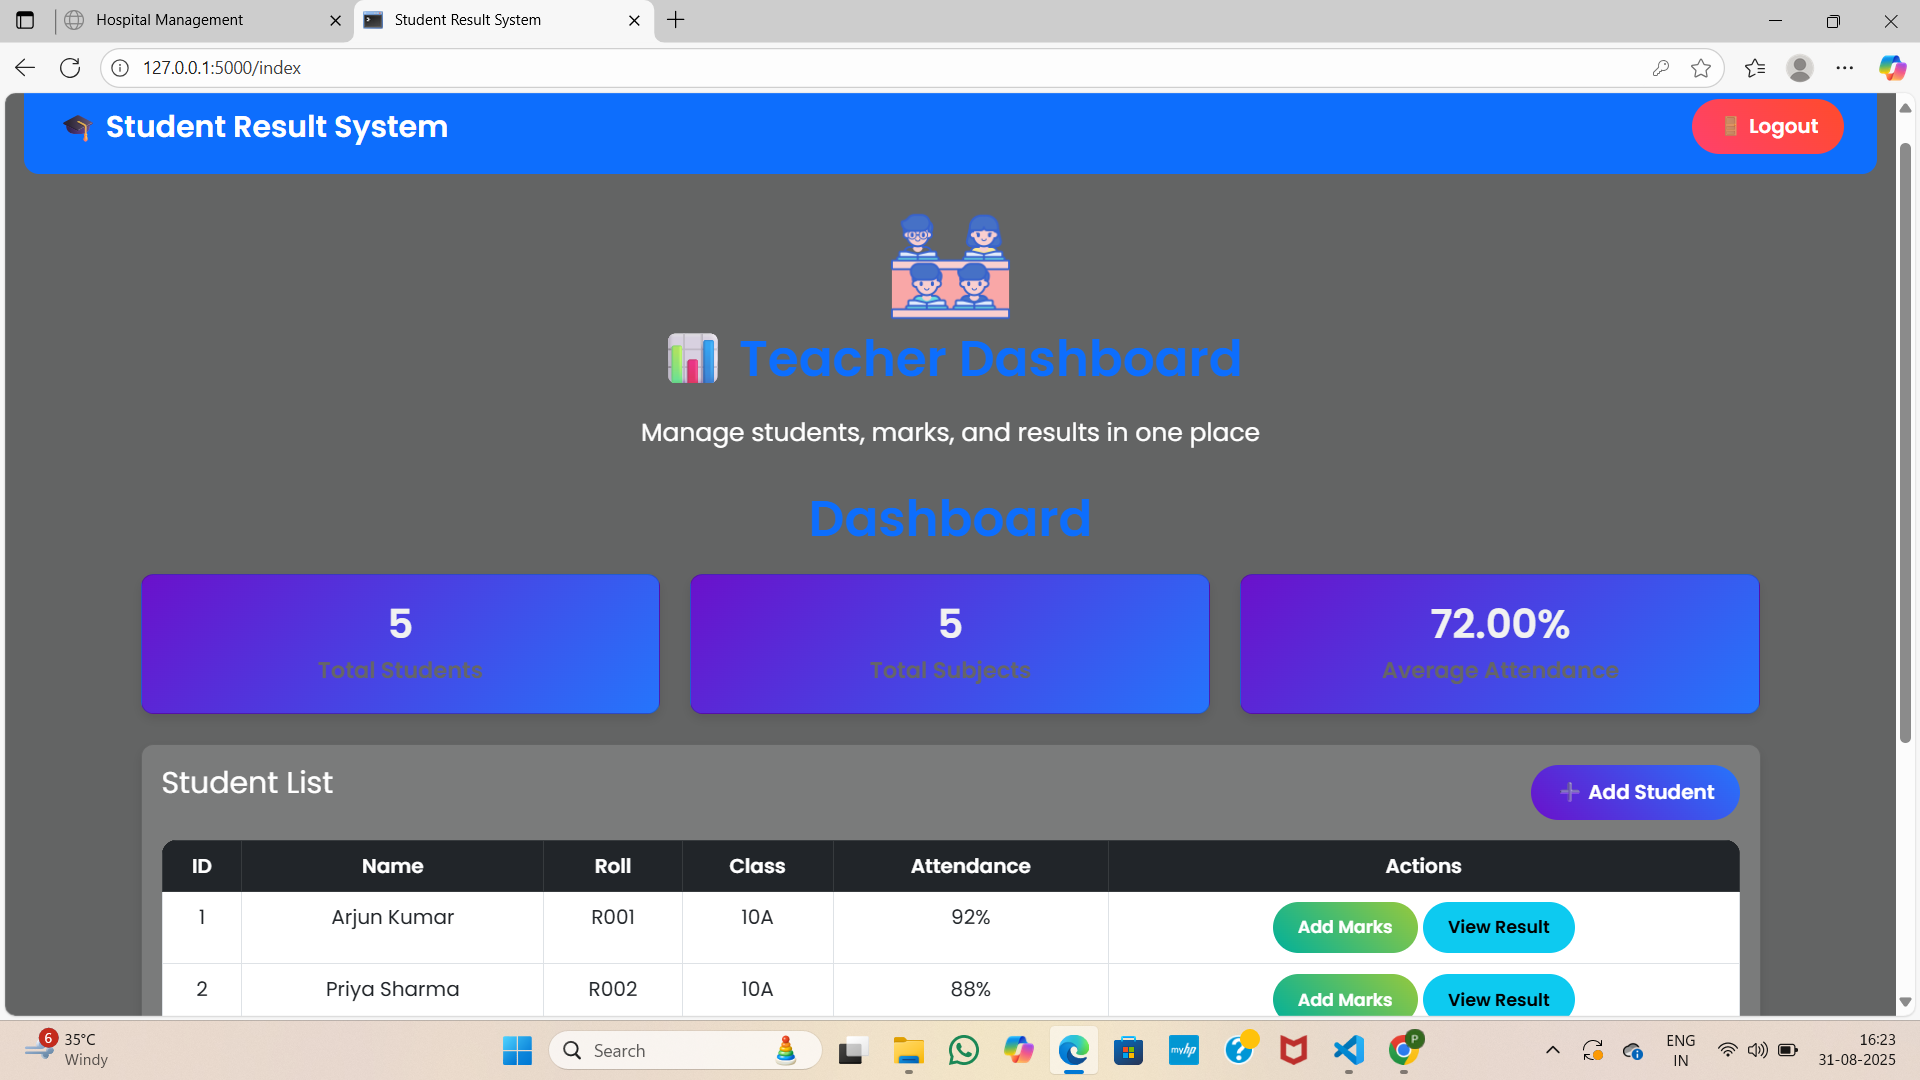 Hospital Management
Student Result System
127.0.0.1:5000/index
Student Result System
Logout
Teacher Dashboard
Manage students, marks, and results in one place
Dashboard
5
Total Students
5
Total Subjects
72.00%
Average Attendance
Student List
Add Student
ID Name Roll Class Attendance Actions
1 Arjun Kumar R001 10A 92% Add Marks View Result
2 Priya Sharma R002 10A 88% Add Marks View Result
6
35°C
Windy
Search
myhp
P
ENG
IN
16:23
31-08-2025